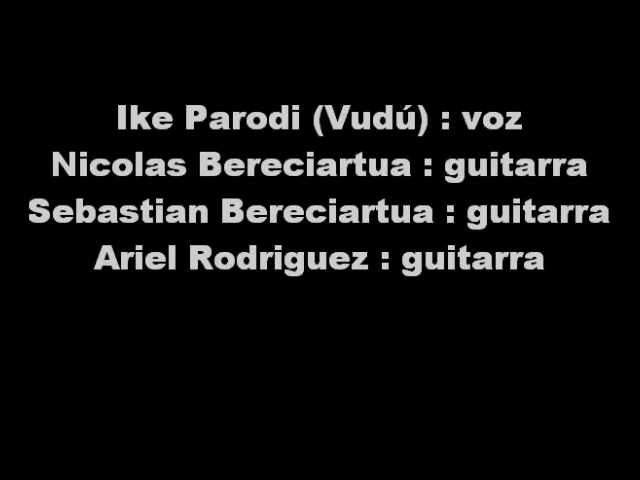 Ike Parodi (Vudú) : voz
Nicolas Bereciartua : guitarra
Sebastian Bereciartua : guitarra
Ariel Rodriguez : guitarra